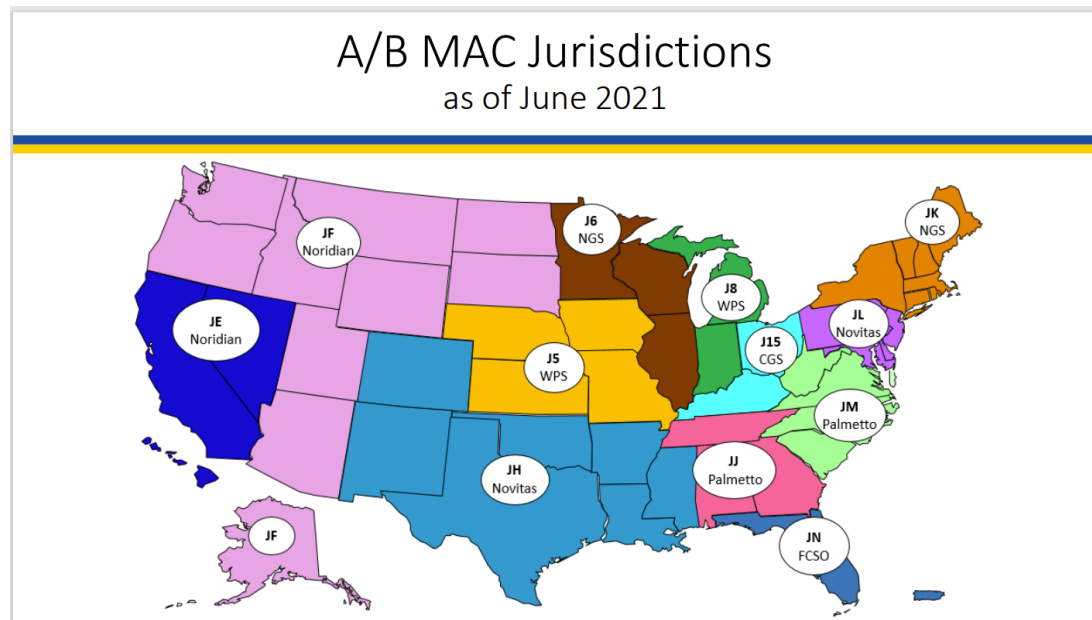 A/B MAC Jurisdictions
as of June 2021
JF
Noridian
J6
NGS
JK
NGS
J8
WPS
JE
Noridian
JL
Novitas
J15
CGS
J5
WPS
JM
Palmetto
JH
Novitas
JJ
Palmetto
JF
JN
FCSO